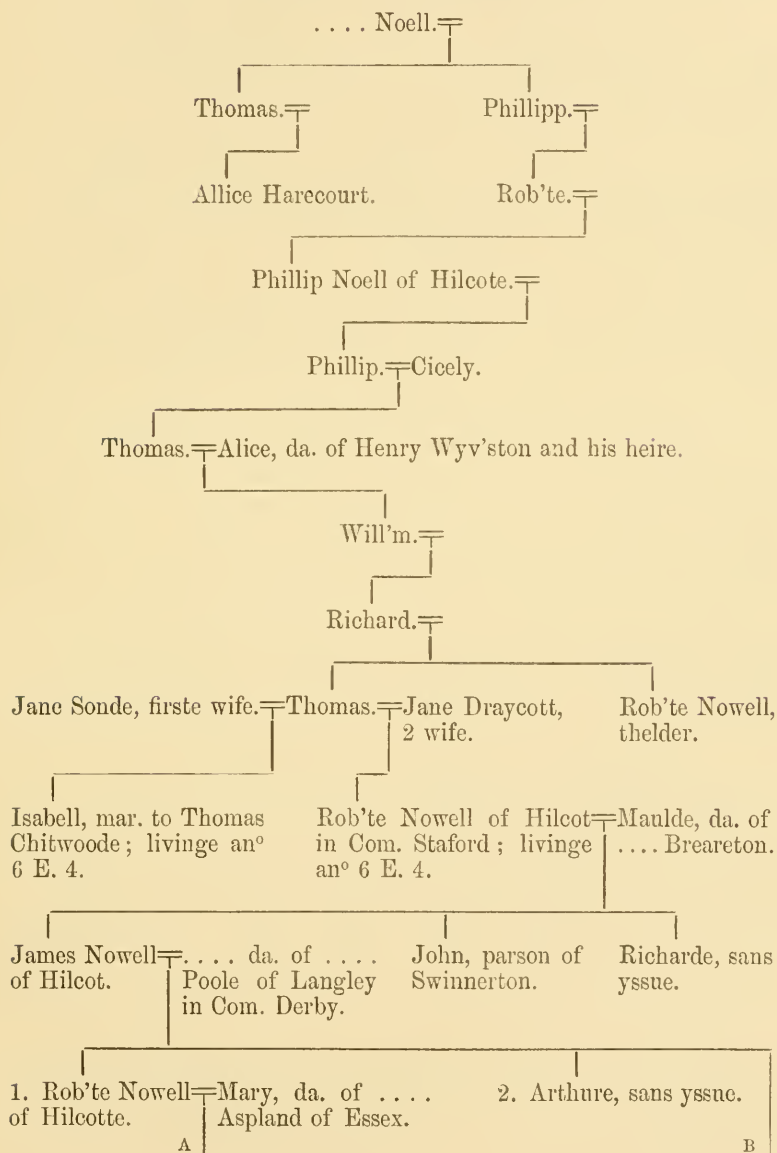 .... Noell.
Thomas. Phillipp.
Allice Harecourt. Rob'te.
Phillip Noell of Hilcote.
Phillip. Cicely.
Thomas. Alice, da. of Henry Wyv'ston and his heire.
Will'm.
Richard.
Jane Sonde, firste wife. Thomas. Jane Draycott, Rob'te Nowell,
2 wife. thelder.
Isabell, mar. to Thomas Rob'te Nowell of Hilcot Maulde, da. of
Chitwoode; livinge anº in Com. Staford; livinge .... Breareton.
6 E. 4. anº 6 E. 4.
James Nowell .... da. of .... John, parson of Richarde, sans
of Hilcot. Poole of Langley Swinnerton. yssue.
in Com. Derby.
1. Rob'te Nowell Mary, da. of .... 2. Arthure, sans yssue.
of Hilcotte. Aspland of Essex.
A B